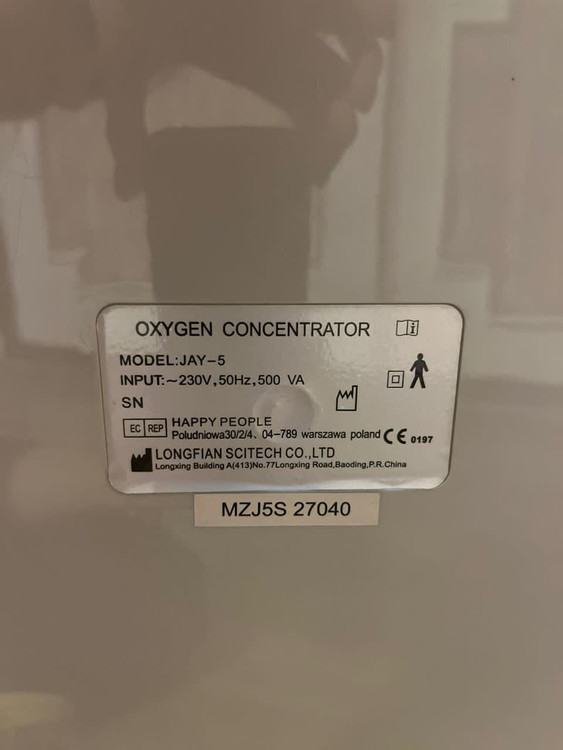 OXYGEN CONCENTRATOR
MODEL:JAY-5
INPUT:~230V,50Hz,500 VA
SN
EC REP HAPPY PEOPLE
Południowa30/2/4、04-789 warszawa poland CE 0197
LONGFIAN SCITECH CO.,LTD
Longxing Building A(413)No.77Longxing Road,Baoding,P.R.China
MZJ5S 27040